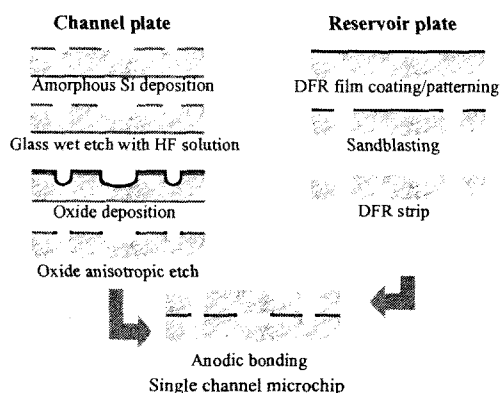 Channel plate
Amorphous Si deposition
Glass wet etch with HF solution
Oxide deposition
Oxide anisotropic etch
Reservoir plate
DFR film coating/patterning
Sandblasting
DFR strip
Anodic bonding
Single channel microchip